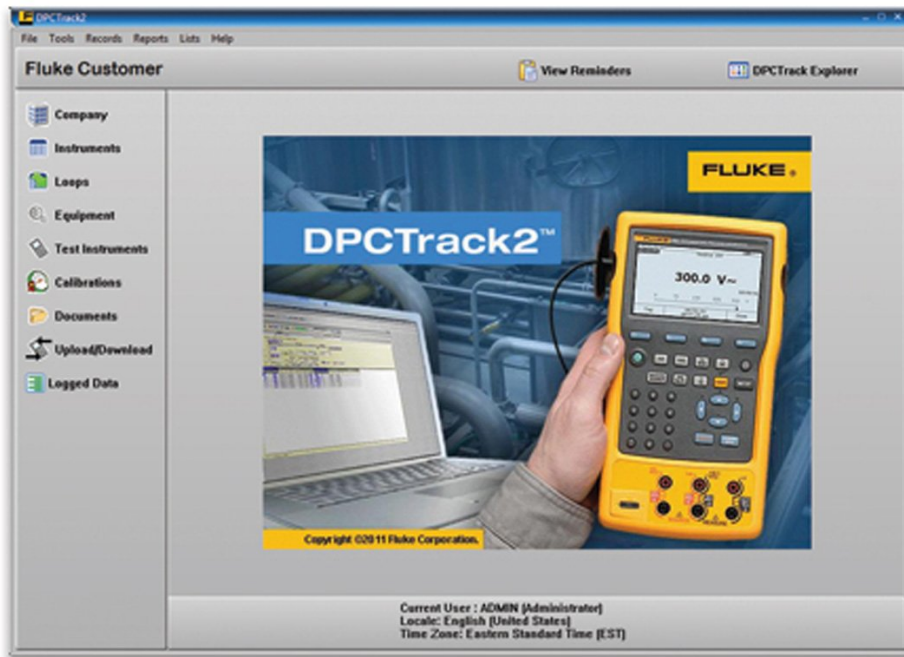 DPCTrack2
File Tools Records Reports Lists Help
Fluke Customer
View Reminders
DPCTrack Explorer
Company
Instruments
Loops
Equipment
Test Instruments
Calibrations
Documents
Upload/Download
Logged Data
FLUKE ®
DPCTrack2™
FLUKE
300.0 V~
Copyright ©2011 Fluke Corporation.
Current User : ADMIN (Administrator)
Locale: English (United States)
Time Zone: Eastern Standard Time (EST)